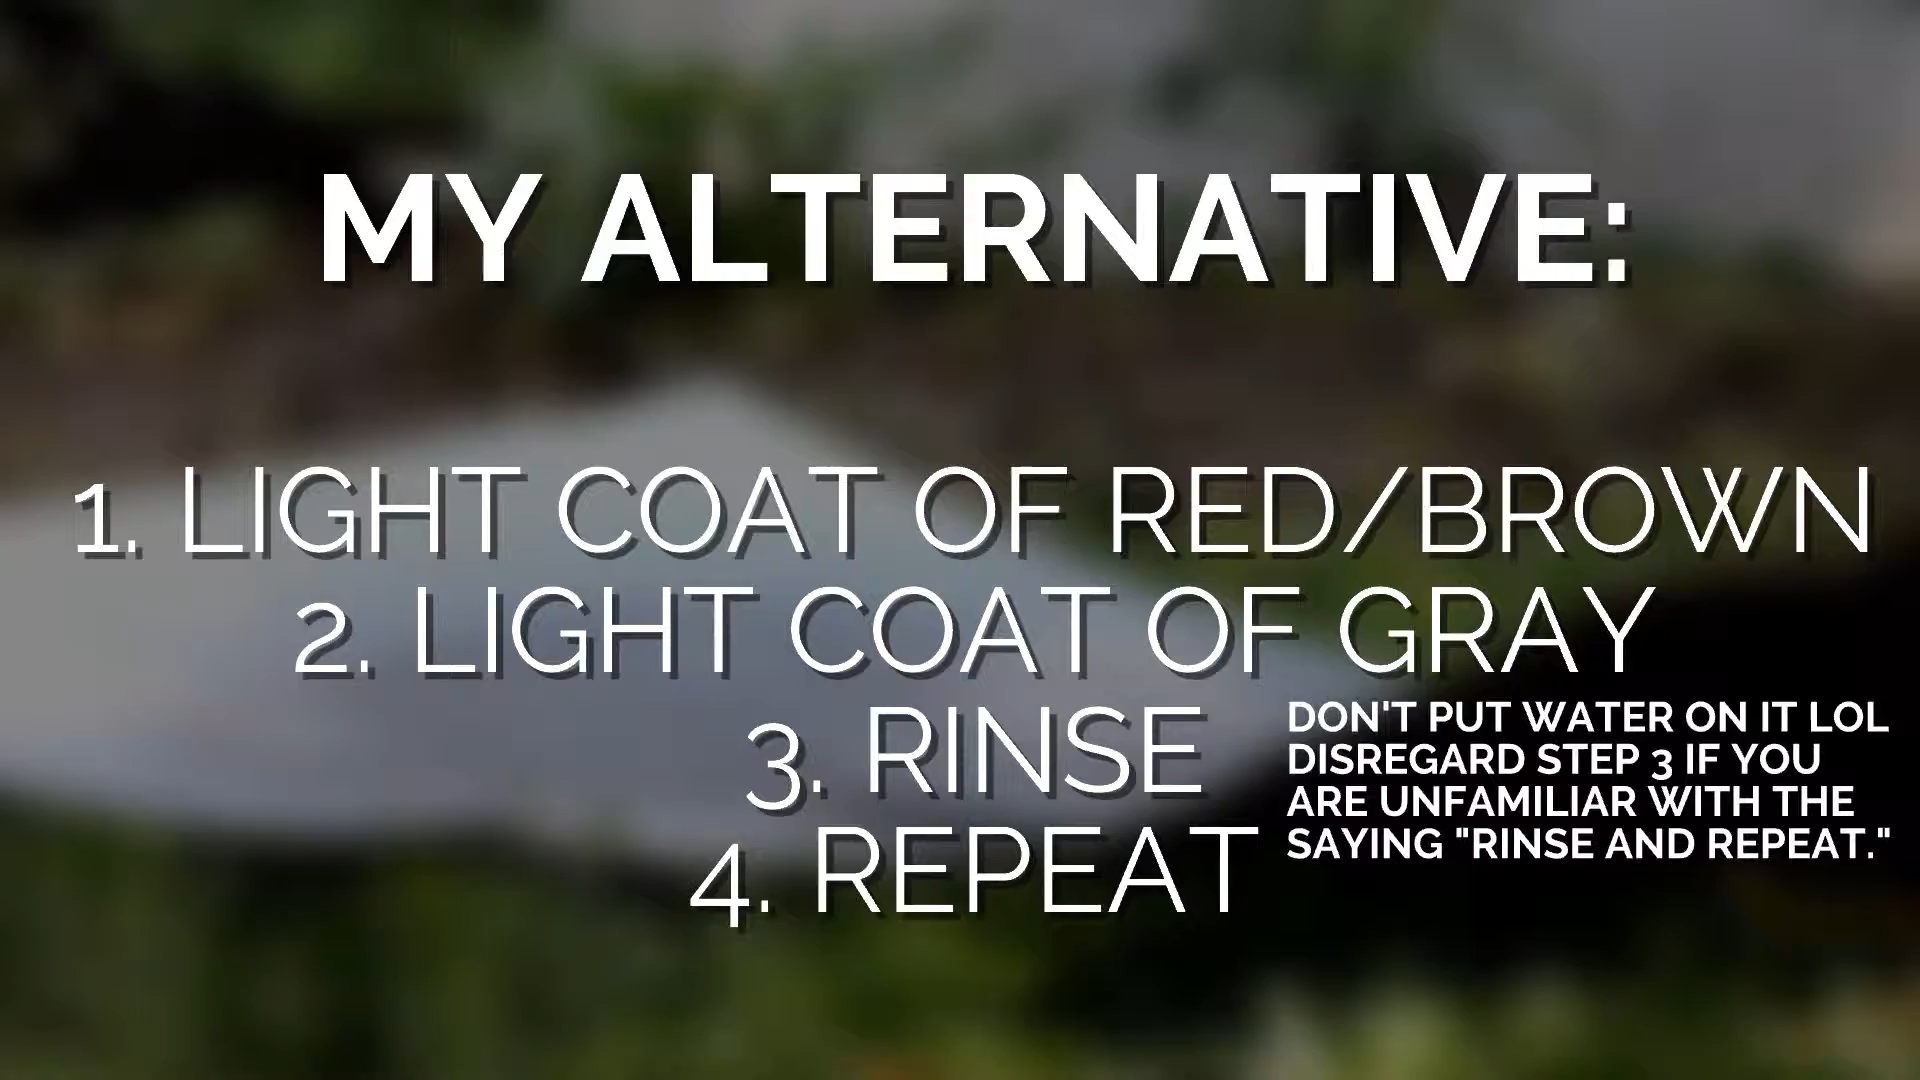 MY ALTERNATIVE:
1. LIGHT COAT OF RED/BROWN
2. LIGHT COAT OF GRAY
3. RINSE
4. REPEAT
DON'T PUT WATER ON IT LOL
DISREGARD STEP 3 IF YOU
ARE UNFAMILIAR WITH THE
SAYING "RINSE AND REPEAT."